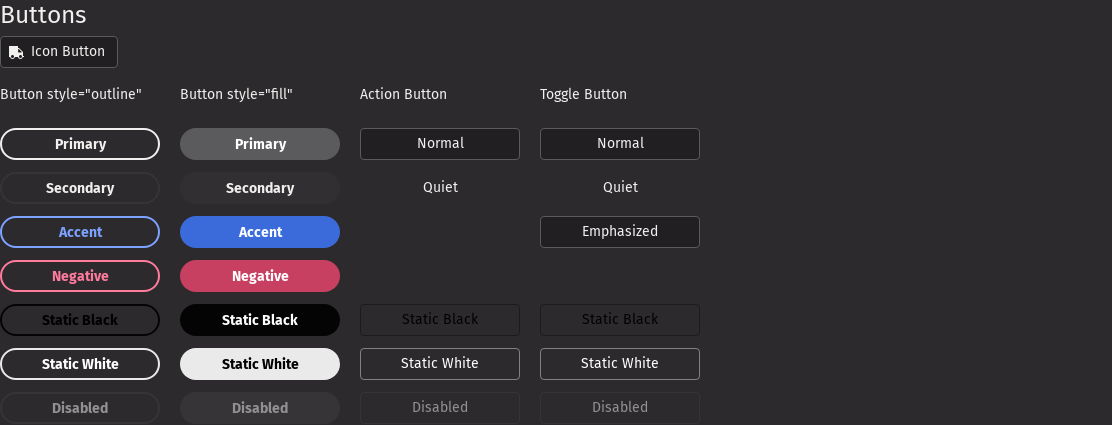 Buttons
Icon Button
Button style="outline" Button style="fill" Action Button Toggle Button
Primary Primary Normal Normal
Secondary Secondary Quiet Quiet
Accent Accent Emphasized
Negative Negative
Static Black Static Black Static Black Static Black
Static White Static White Static White Static White
Disabled Disabled Disabled Disabled